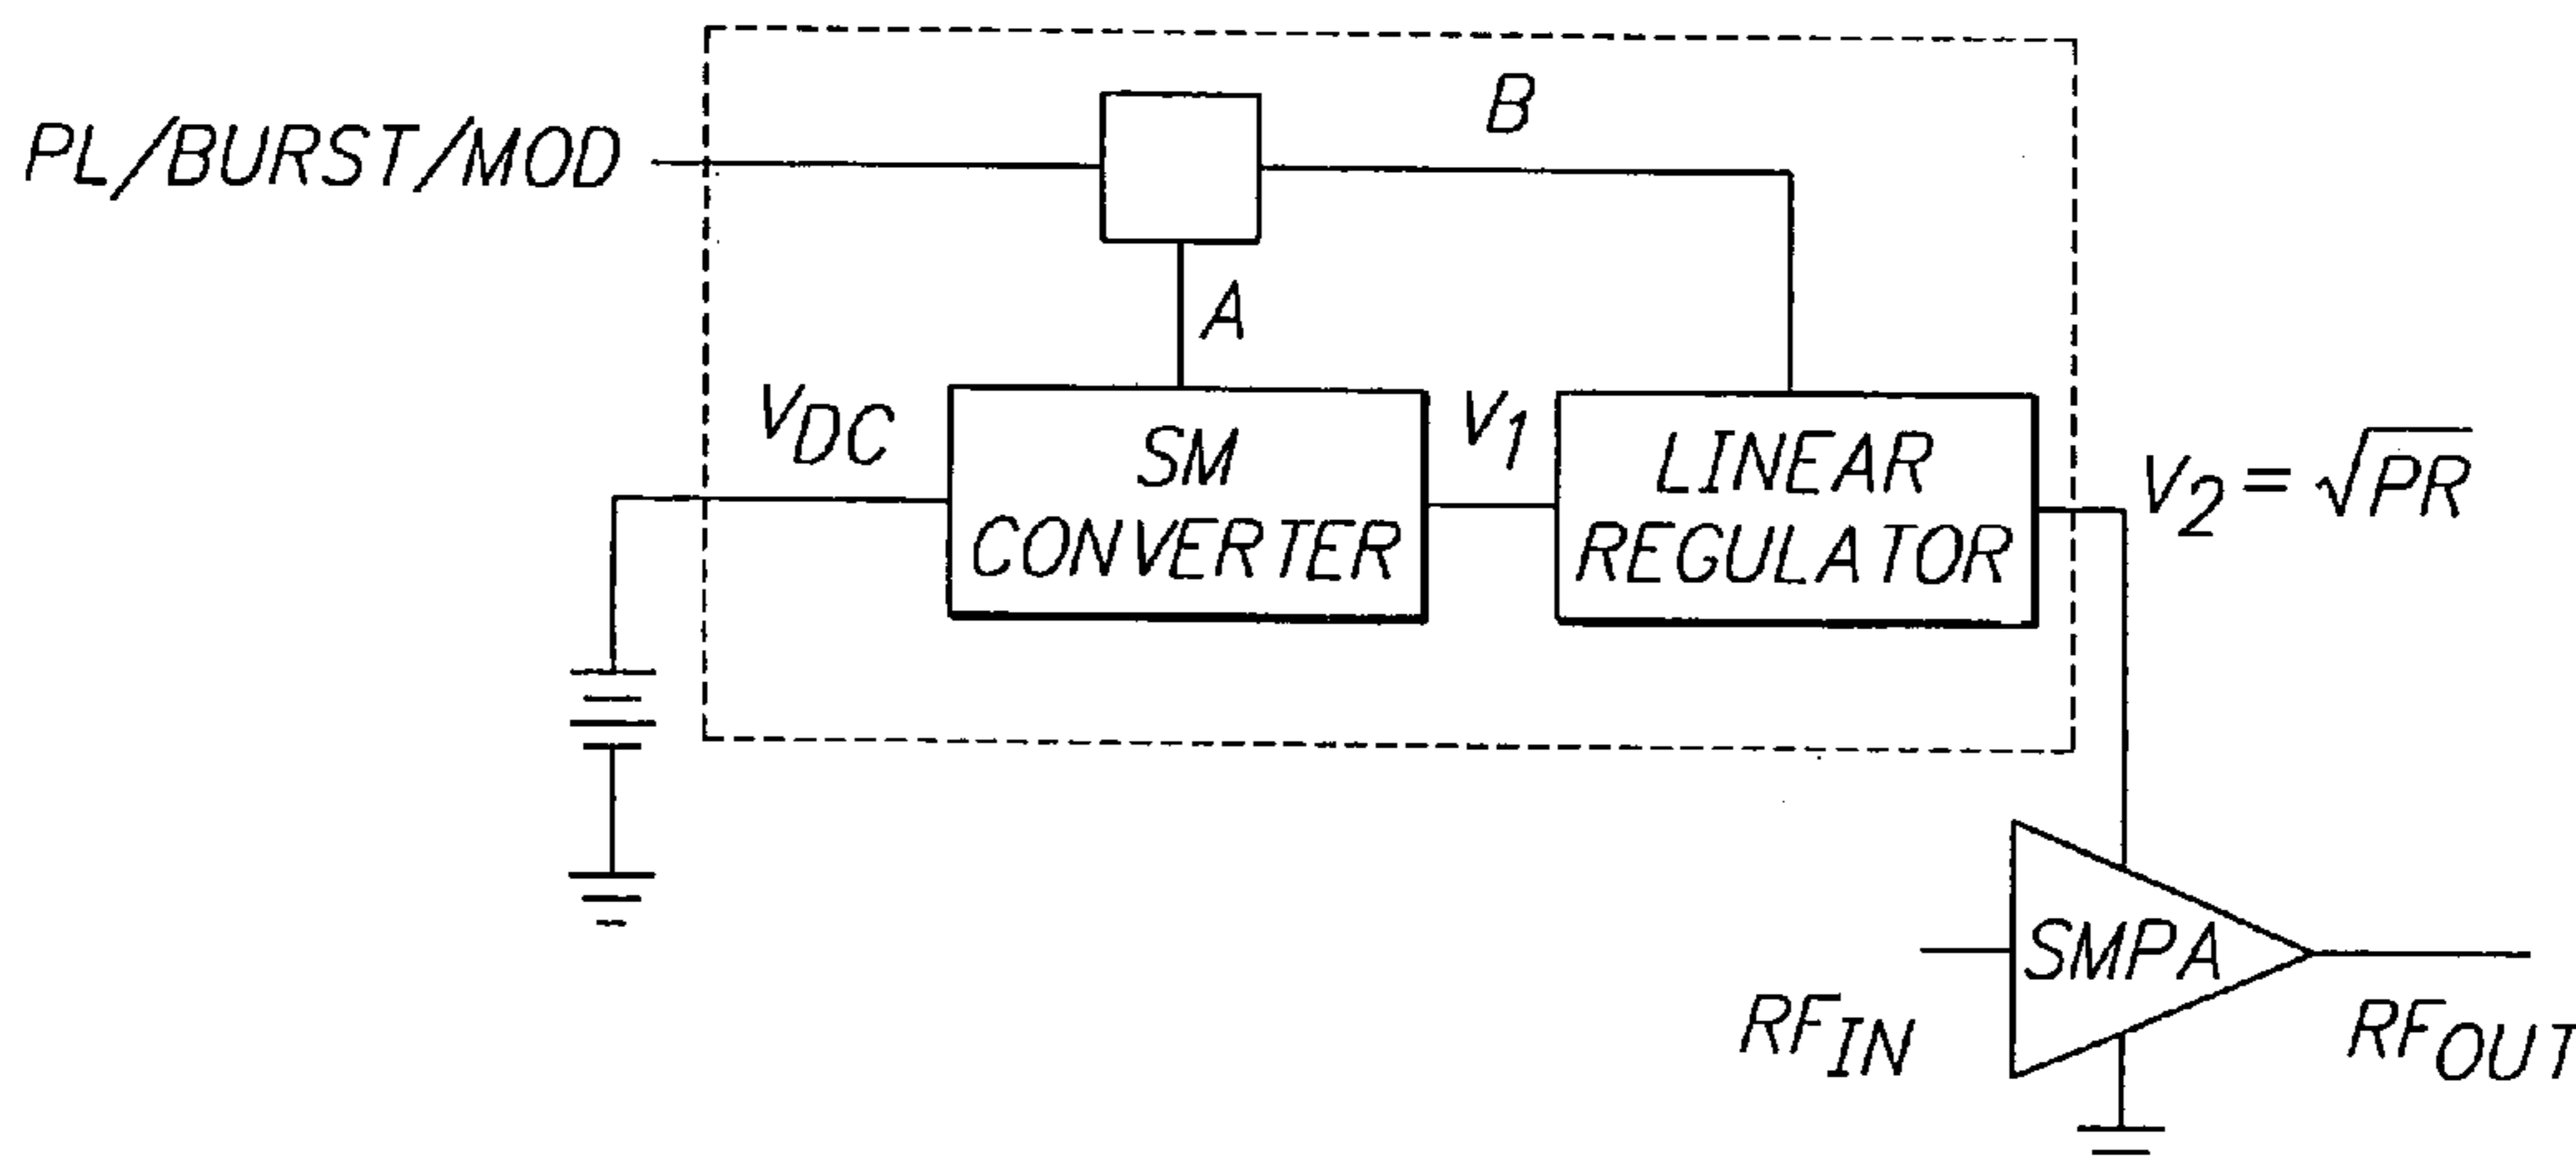 PL/BURST/MOD
B
A
VDC
SM
CONVERTER
V1
LINEAR
REGULATOR
V2 = √PR
SMPA
RFIN
RFOUT